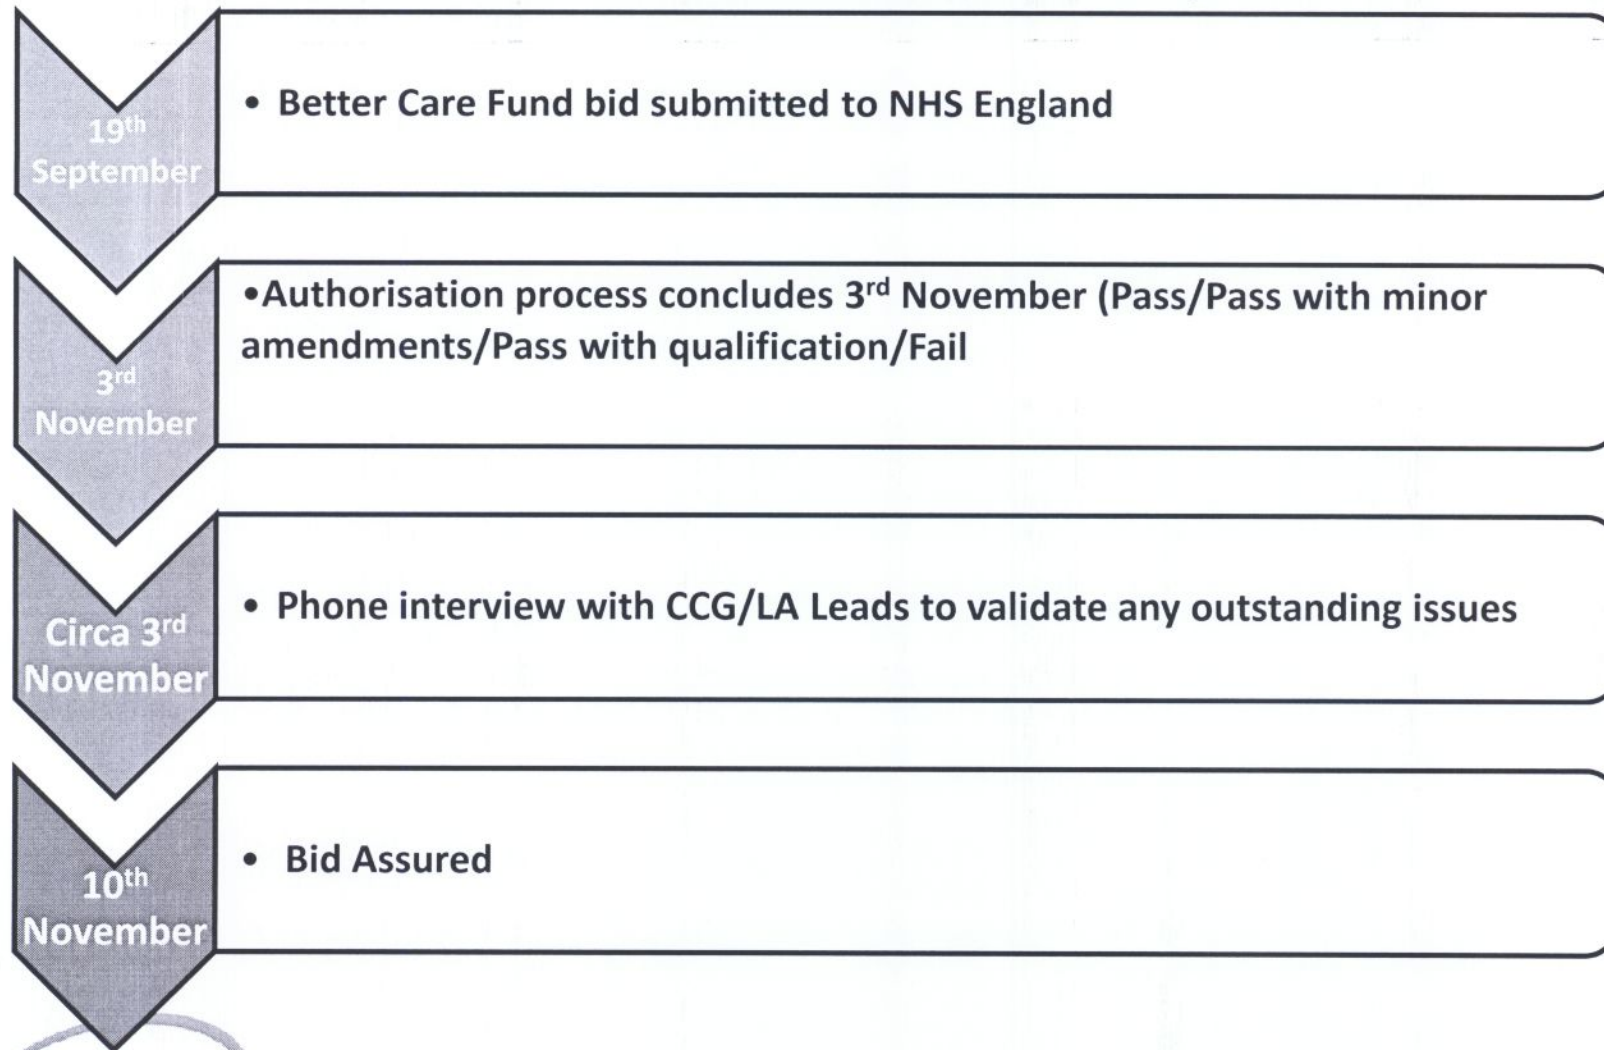 19th
September
• Better Care Fund bid submitted to NHS England
3rd
November
•Authorisation process concludes 3rd November (Pass/Pass with minor
amendments/Pass with qualification/Fail
Circa 3rd
November
• Phone interview with CCG/LA Leads to validate any outstanding issues
10th
November
• Bid Assured